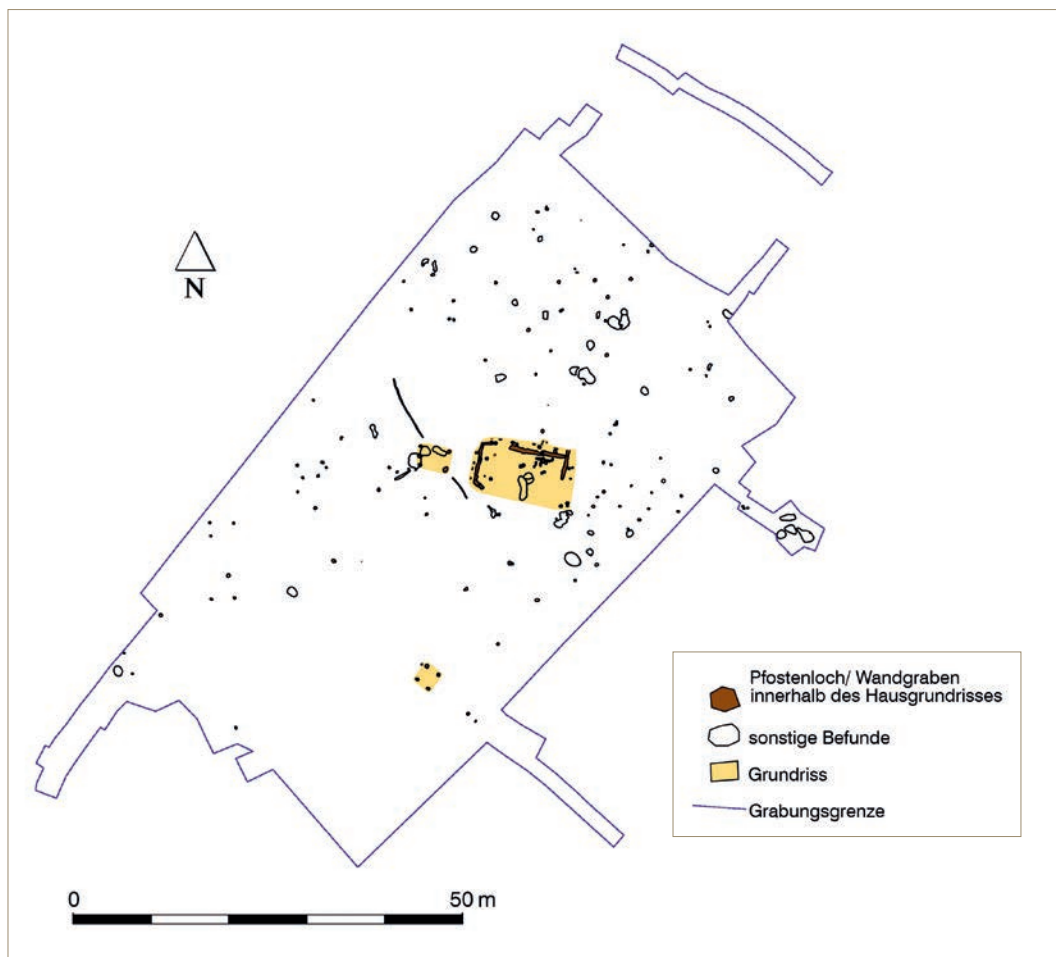 N
Pfostenloch/ Wandgraben
innerhalb des Hausgrundrisses
sonstige Befunde
Grundriss
Grabungsgrenze
0 50 m